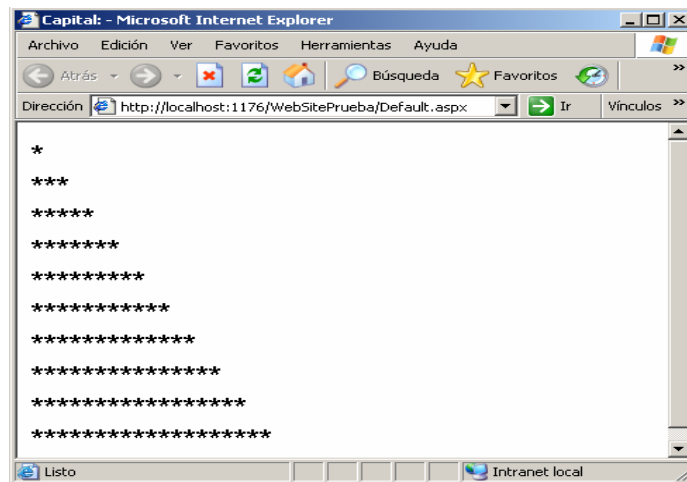 Capital: - Microsoft Internet Explorer
Archivo Edición Ver Favoritos Herramientas Ayuda
Atrás Búsqueda Favoritos »
Dirección http://localhost:1176/WebSitePrueba/Default.aspx Ir Vínculos »
*
***
*****
*******
*********
***********
*************
***************
*****************
*******************
Listo Intranet local